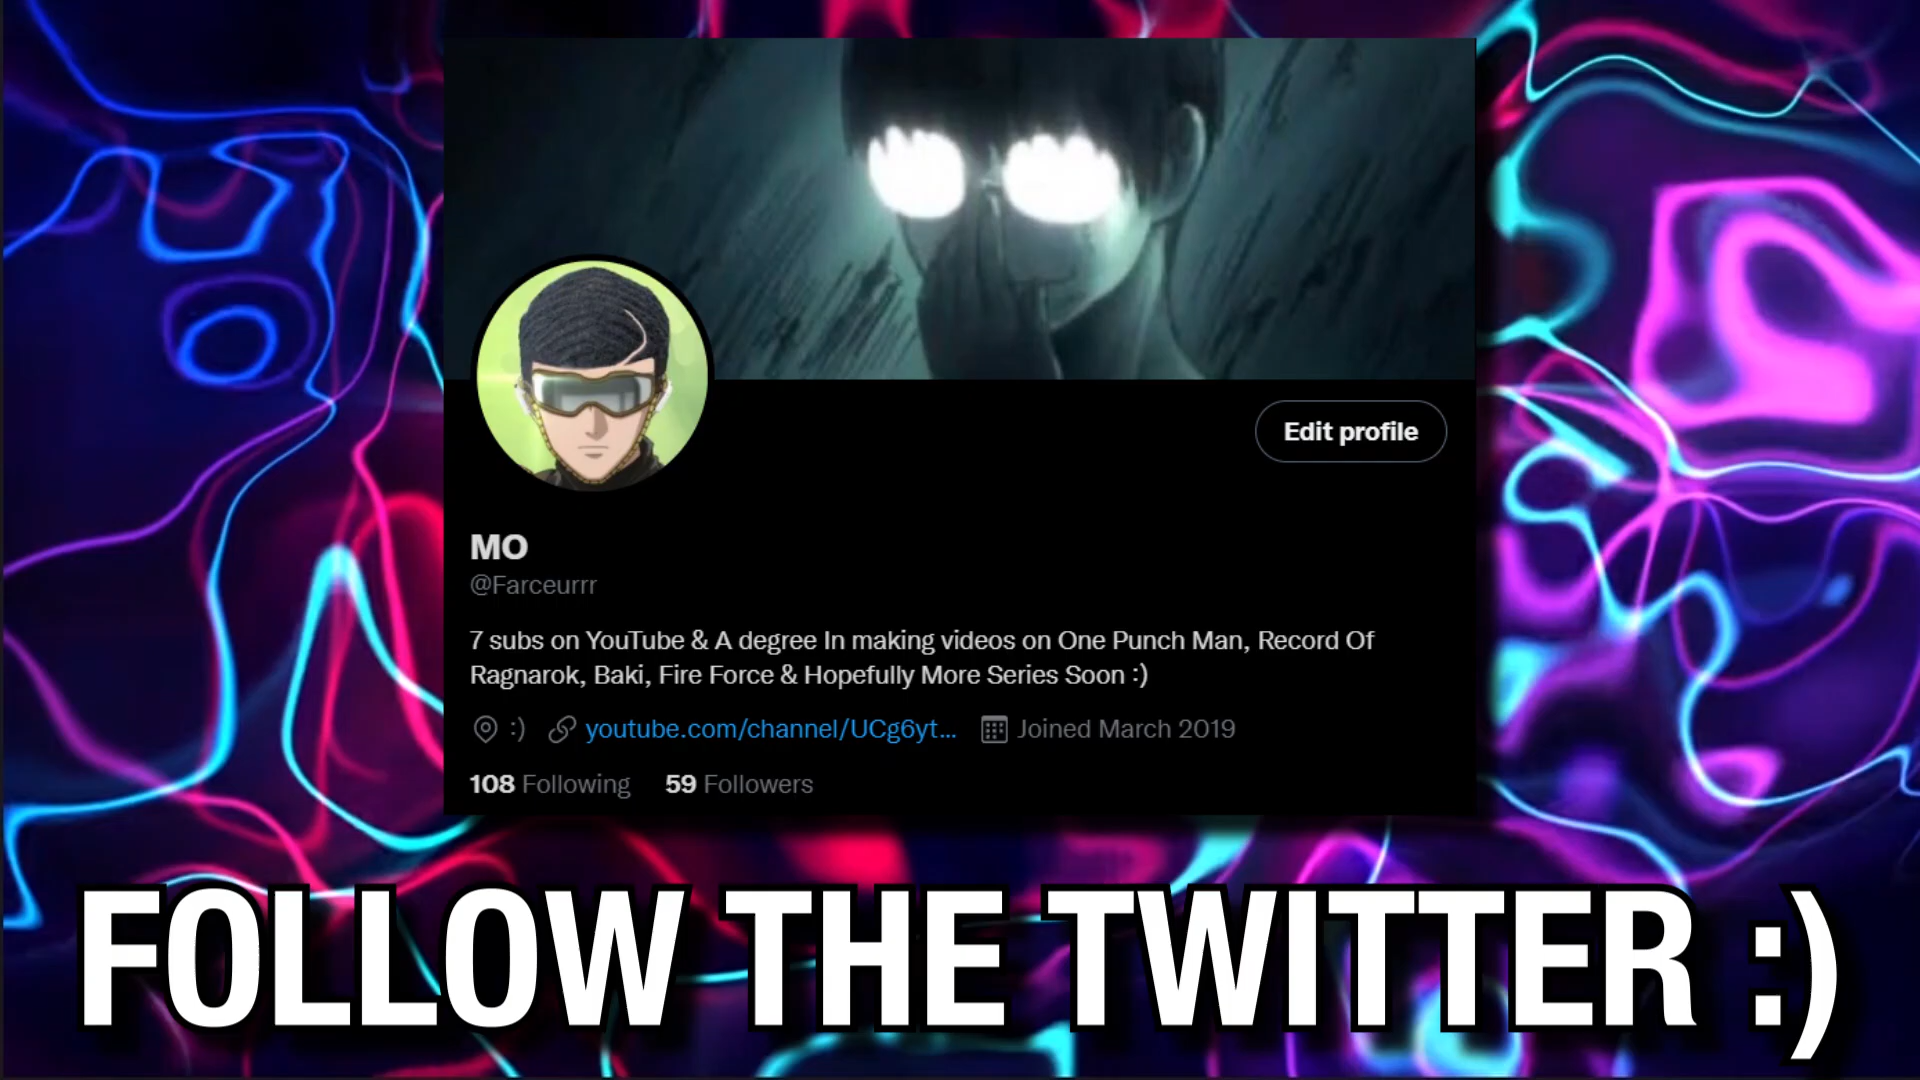 Edit profile
MO
@Farceurrr
7 subs on YouTube & A degree In making videos on One Punch Man, Record Of
Ragnarok, Baki, Fire Force & Hopefully More Series Soon :)
:) youtube.com/channel/UCg6yt... Joined March 2019
108 Following 59 Followers
FOLLOW THE TWITTER :)